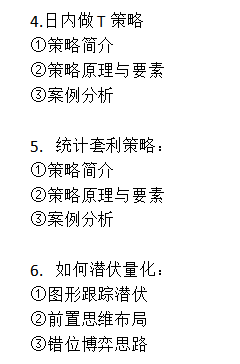 4.日内做 T 策略
①策略简介
②策略原理与要素
③案例分析
5. 统计套利策略：
①策略简介
②策略原理与要素
③案例分析
6. 如何潜伏量化：
①图形跟踪潜伏
②前置思维布局
③错位博弈思路